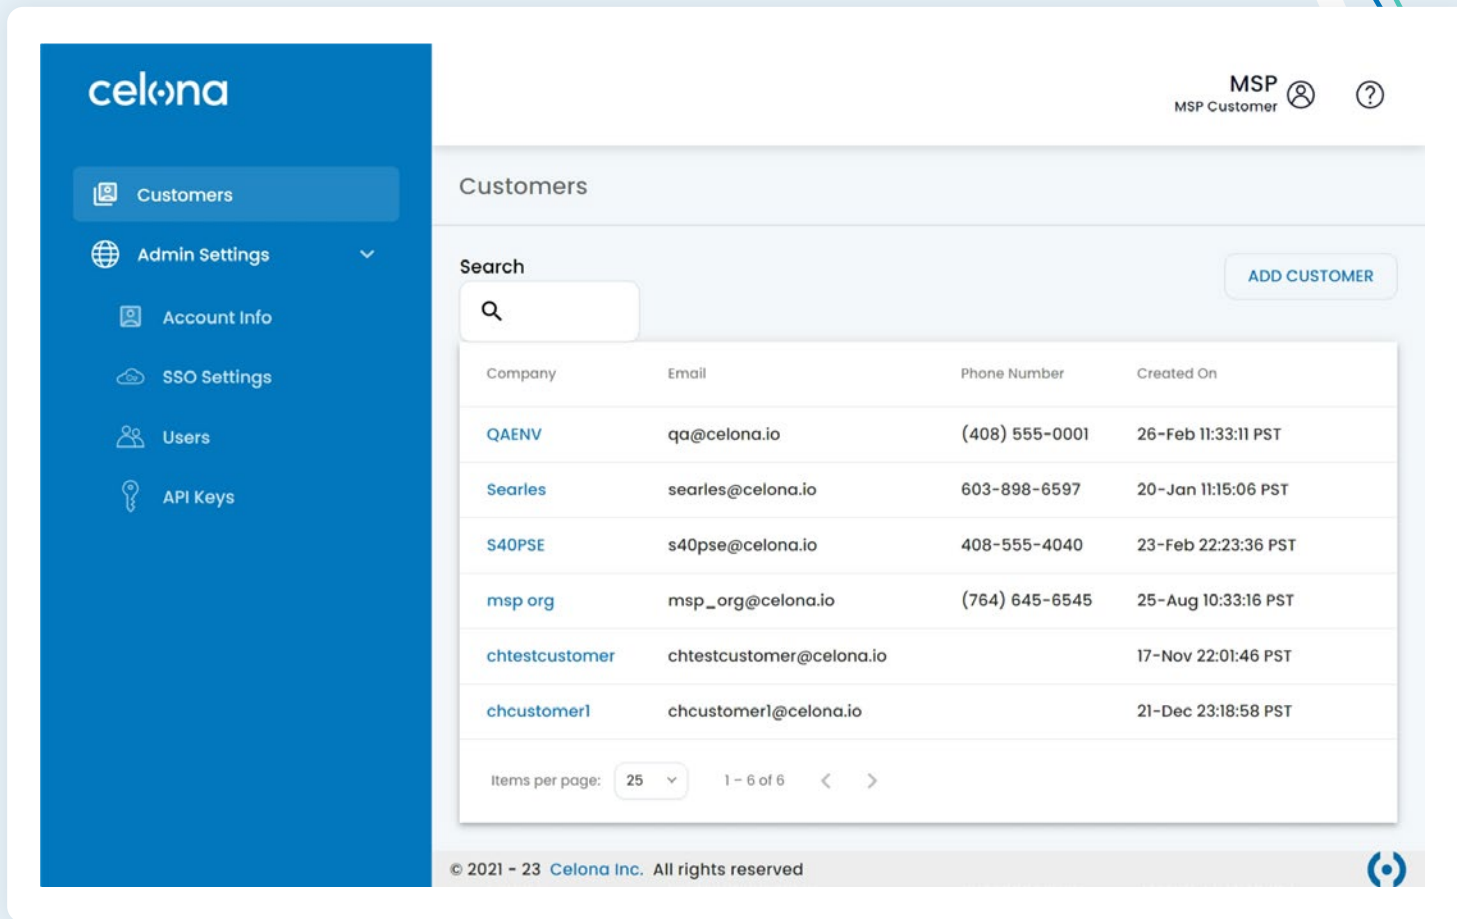 celona
MSP
MSP Customer
Customers
Admin Settings
Account Info
SSO Settings
Users
API Keys
Customers
Search
ADD CUSTOMER
Company Email Phone Number Created On
QAENV qa@celona.io (408) 555-0001 26-Feb 11:33:11 PST
Searles searles@celona.io 603-898-6597 20-Jan 11:15:06 PST
S40PSE s40pse@celona.io 408-555-4040 23-Feb 22:23:36 PST
msp org msp_org@celona.io (764) 645-6545 25-Aug 10:33:16 PST
chtestcustomer chtestcustomer@celona.io 17-Nov 22:01:46 PST
chcustomer1 chcustomer1@celona.io 21-Dec 23:18:58 PST
Items per page: 25 1 – 6 of 6
© 2021 - 23 Celona Inc. All rights reserved